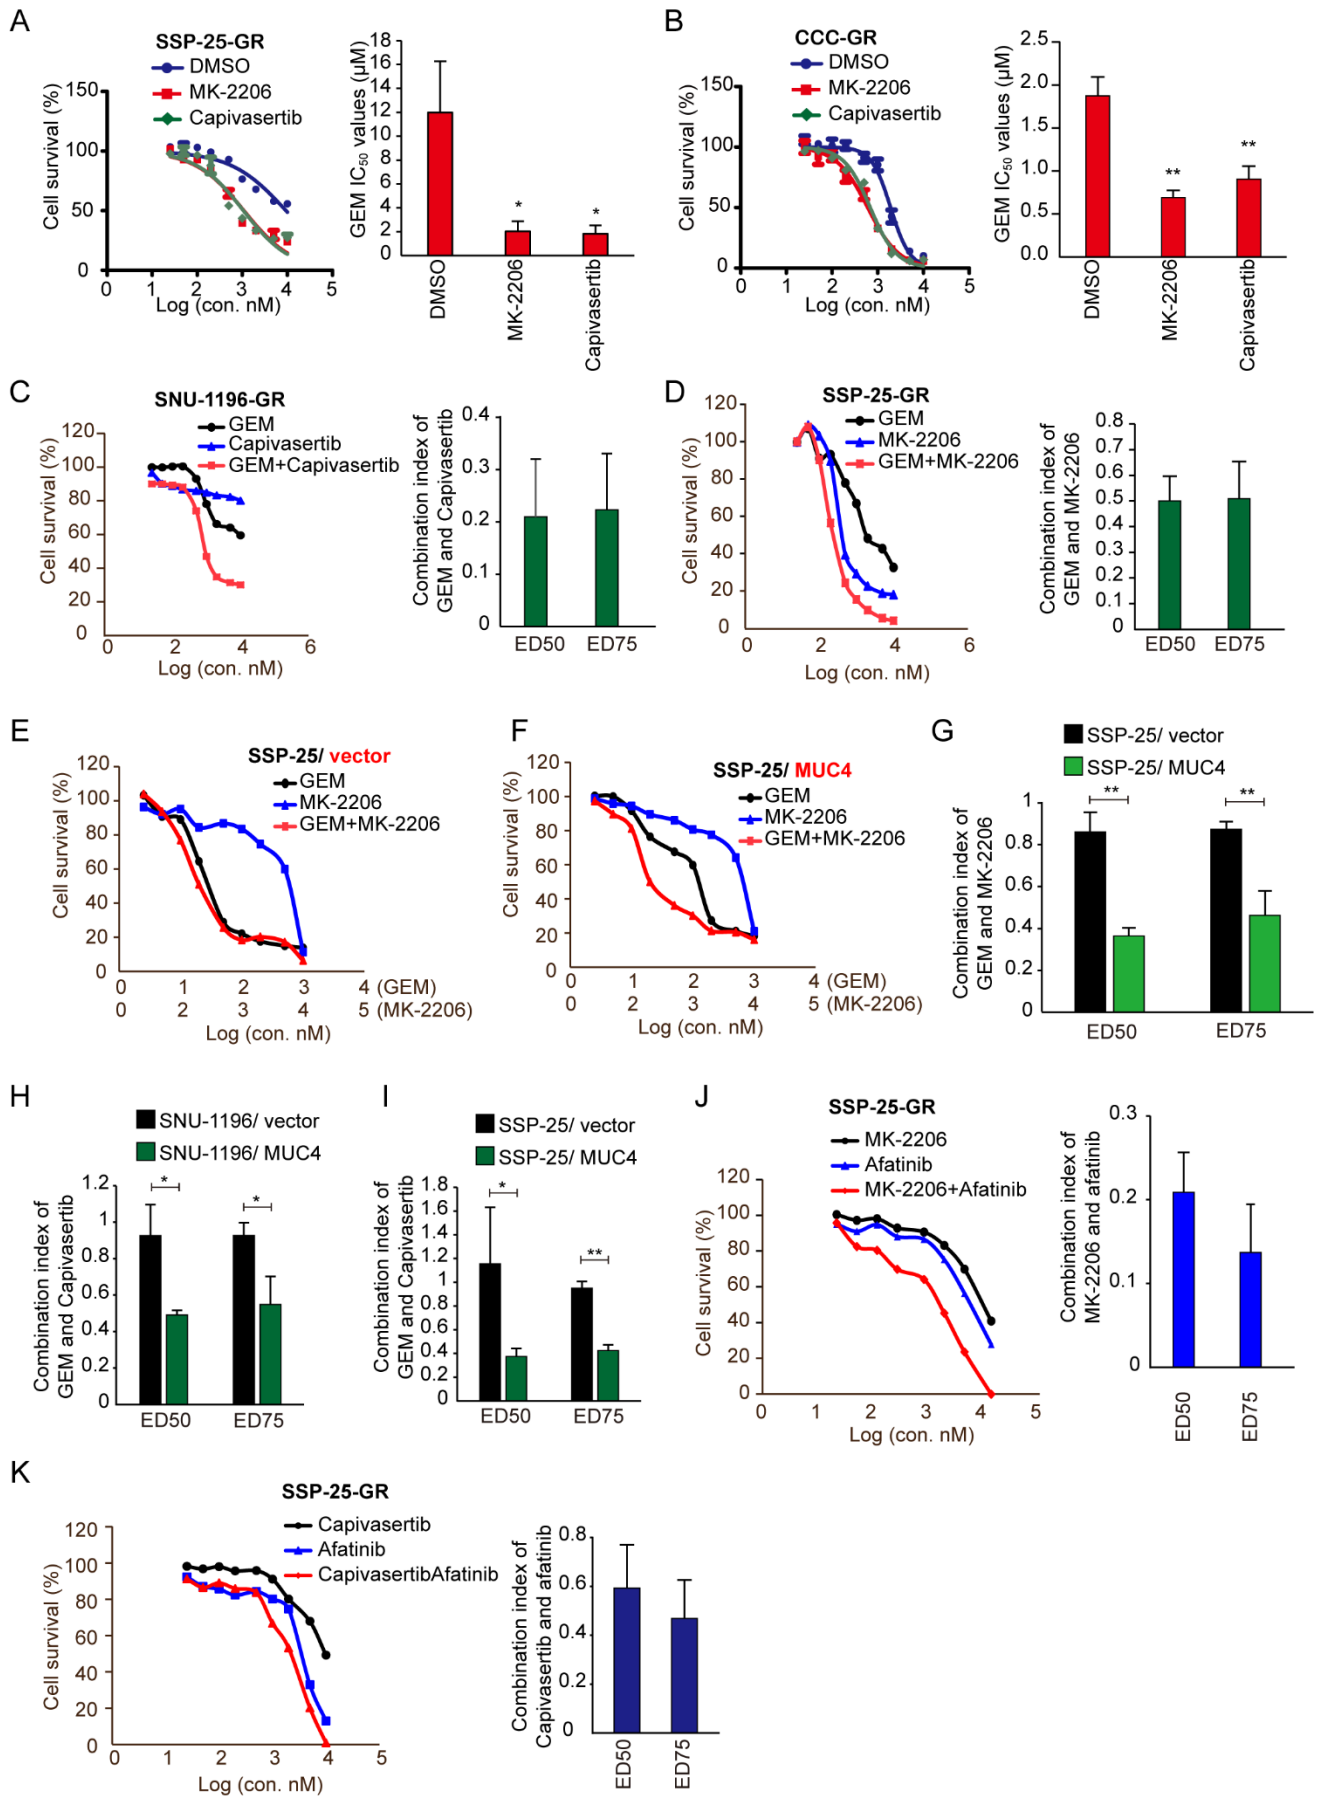 A
SSP-25-GR
DMSO
MK-2206
Capivasertib
Cell survival (%)
150
100
50
0
0 1 2 3 4 5
Log (con. nM)
GEM IC50 values (µM)
18
16
14
12
10
8
6
4
2
0
* *
DMSO
MK-2206
Capivasertib
B
CCC-GR
DMSO
MK-2206
Capivasertib
Cell survival (%)
150
100
50
0
0 1 2 3 4 5
Log (con. nM)
GEM IC50 values (µM)
2.5
2.0
1.5
1.0
0.5
0.0
** **
DMSO
MK-2206
Capivasertib
C
SNU-1196-GR
GEM
Capivasertib
GEM+Capivasertib
Cell survival (%)
120
100
80
60
40
20
0
0 2 4 6
Log (con. nM)
Combination index of
GEM and Capivasertib
0.4
0.3
0.2
0.1
0
ED50 ED75
D
SSP-25-GR
GEM
MK-2206
GEM+MK-2206
Cell survival (%)
120
100
80
60
40
20
0
0 2 4 6
Log (con. nM)
Combination index of
GEM and MK-2206
0.8
0.7
0.6
0.5
0.4
0.3
0.2
0.1
0
ED50 ED75
E
SSP-25/ vector
GEM
MK-2206
GEM+MK-2206
Cell survival (%)
120
100
80
60
40
20
0
0 1 2 3 4 (GEM)
0 2 3 4 5 (MK-2206)
Log (con. nM)
F
SSP-25/ MUC4
GEM
MK-2206
GEM+MK-2206
Cell survival (%)
120
100
80
60
40
20
0
0 1 2 3 4 (GEM)
0 2 3 4 5 (MK-2206)
Log (con. nM)
G
SSP-25/ vector
SSP-25/ MUC4
Combination index of
GEM and MK-2206
1
0.8
0.6
0.4
0.2
0
** **
ED50 ED75
H
SNU-1196/ vector
SNU-1196/ MUC4
Combination index of
GEM and Capivasertib
1.2
1
0.8
0.6
0.4
0.2
0
* *
ED50 ED75
I
SSP-25/ vector
SSP-25/ MUC4
Combination index of
GEM and Capivasertib
1.8
1.6
1.4
1.2
1
0.8
0.6
0.4
0.2
0
* **
ED50 ED75
J
SSP-25-GR
MK-2206
Afatinib
MK-2206+Afatinib
Cell survival (%)
120
100
80
60
40
20
0
0 1 2 3 4 5
Log (con. nM)
Combination index of
MK-2206 and afatinib
0.3
0.2
0.1
0
ED50
ED75
K
SSP-25-GR
Capivasertib
Afatinib
CapivasertibAfatinib
Cell survival (%)
120
100
80
60
40
20
0
0 1 2 3 4 5
Log (con. nM)
Combination index of
Capivasertib and afatinib
0.8
0.6
0.4
0.2
0
ED50
ED75